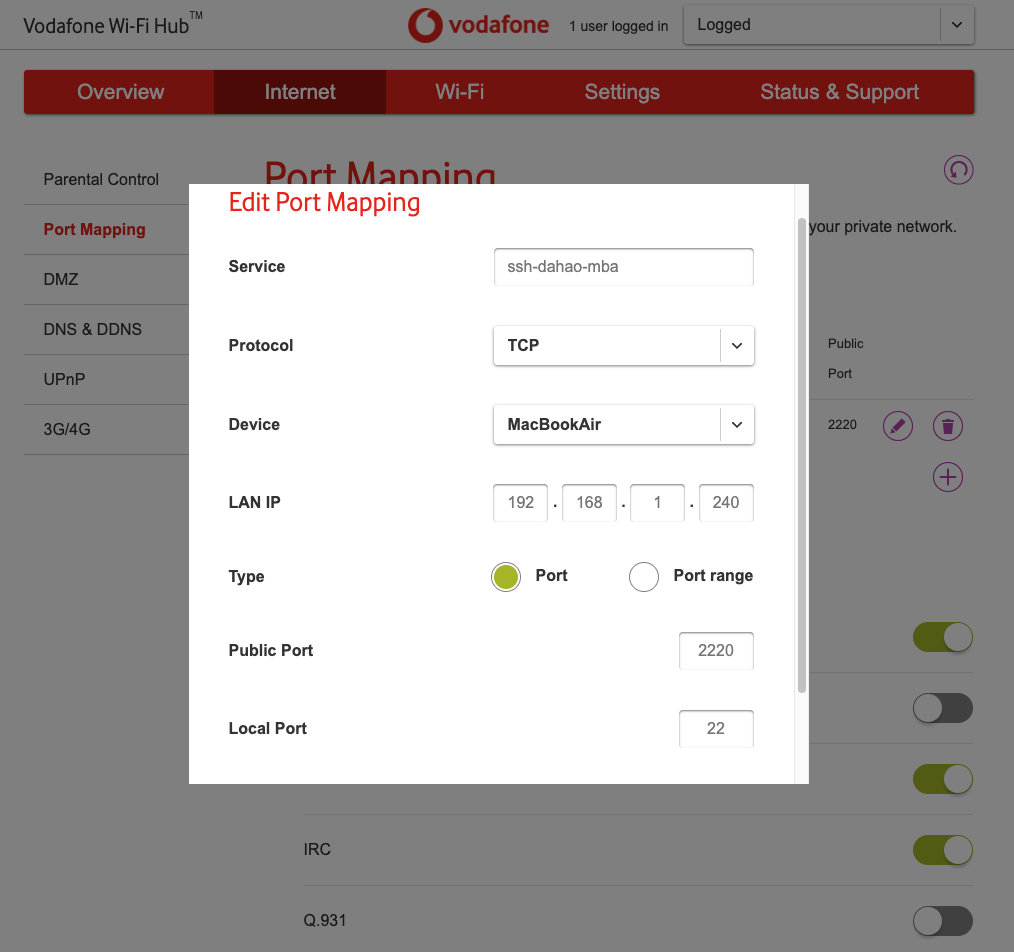 Vodafone Wi-Fi Hub™
vodafone
1 user logged in
Logged
Overview
Internet
Wi-Fi
Settings
Status & Support
Parental Control
Port Mapping
DMZ
DNS & DDNS
UPnP
3G/4G
Port Mapping
your private network.
Public
Port
2220
Edit Port Mapping
Service
ssh-dahao-mba
Protocol
TCP
Device
MacBookAir
LAN IP
192 . 168 . 1 . 240
Type
Port
Port range
Public Port
2220
Local Port
22
IRC
Q.931